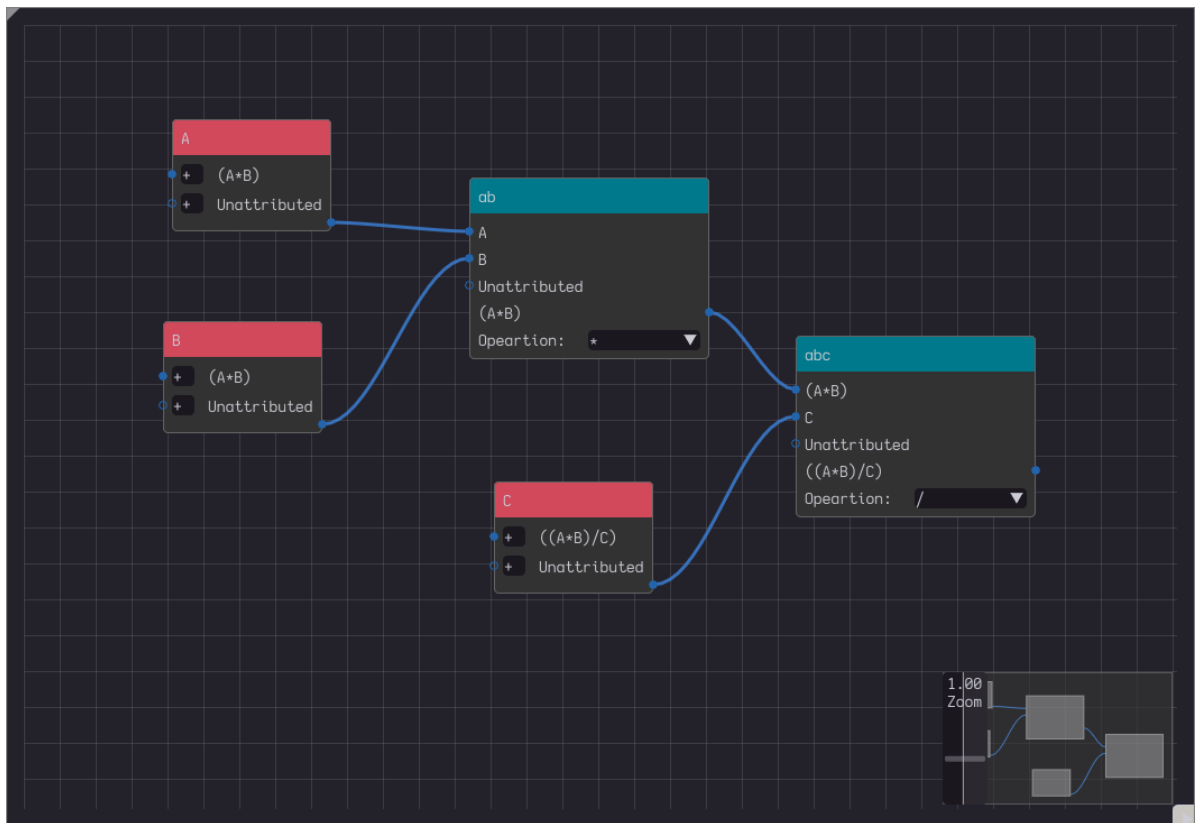 A
+ (A*B)
+ Unattributed
ab
A
B
Unattributed
(A*B)
Opeartion: *
B
+ (A*B)
+ Unattributed
abc
(A*B)
C
Unattributed
((A*B)/C)
Opeartion: /
C
+ ((A*B)/C)
+ Unattributed
1.00
Zoom